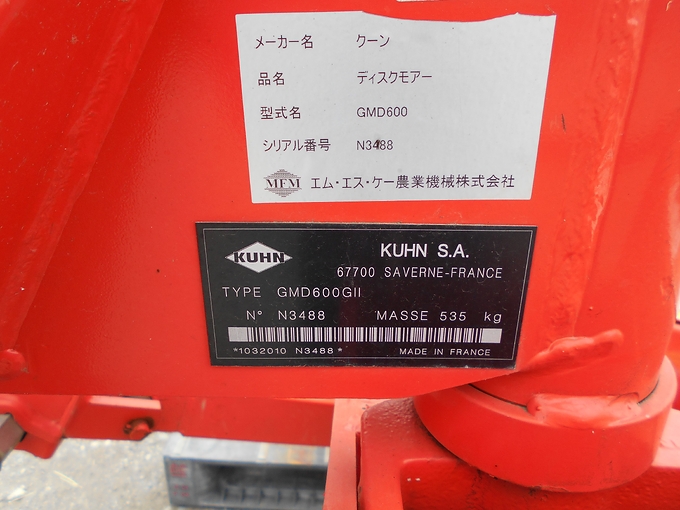 メーカー名 クーン
品名 ディスクモアー
型式名 GMD600
シリアル番号 N3488
MFM エム・エス・ケー農業機械株式会社
KUHN KUHN S.A.
67700 SAVERNE-FRANCE
TYPE GMD600GII
N° N3488 MASSE 535 kg
*1032010 N3488* MADE IN FRANCE